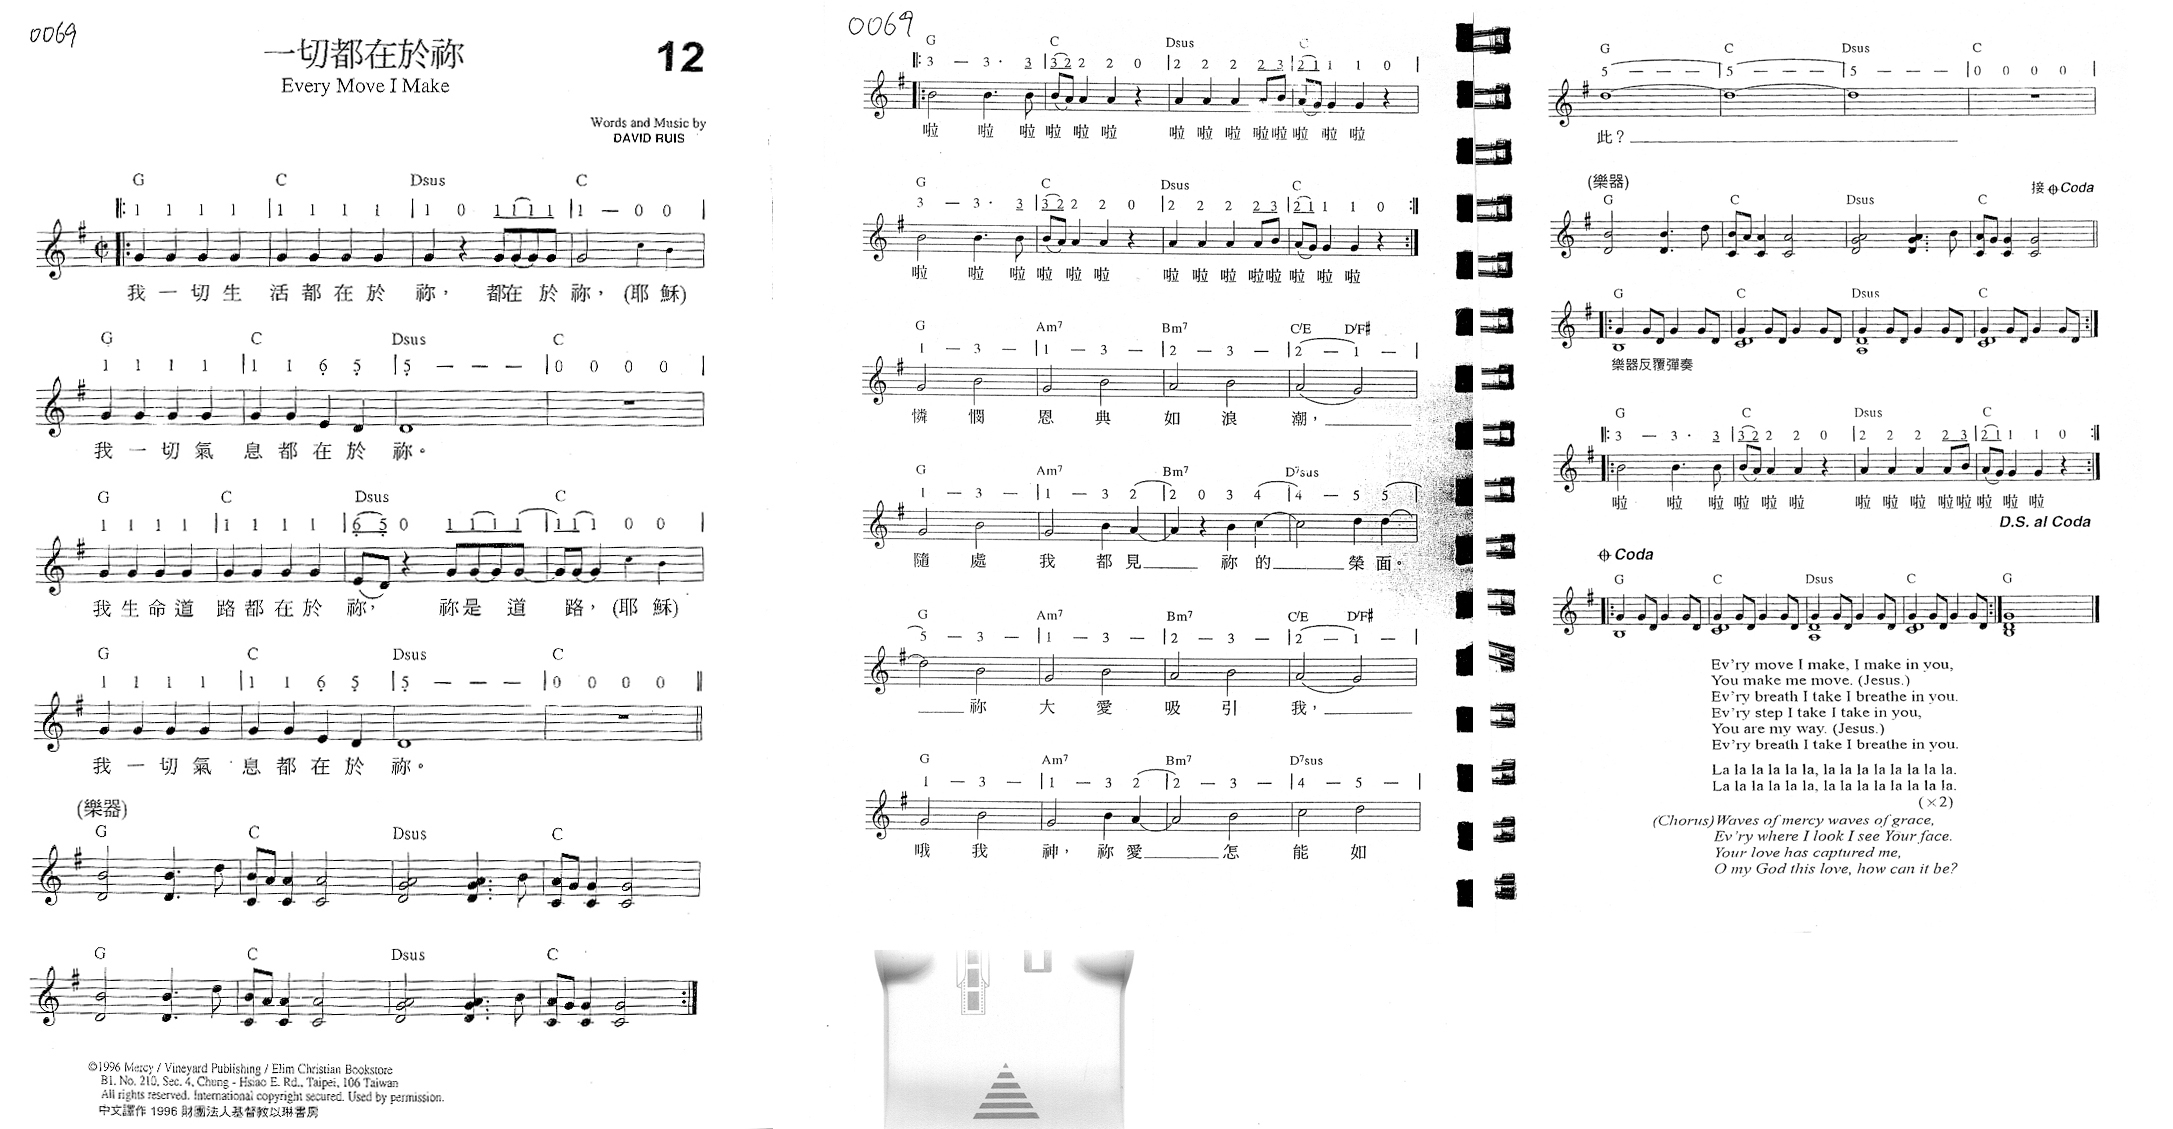 0069
一切都在於祢
12
Every Move I Make
Words and Music by
DAVID RUIS
G C Dsus C
1 1 1 1 | 1 1 1 1 | 1 0 1 1 1 1 | 1 — 0 0 |
我 一 切 生 活 都 在 於 祢， 都在 於 祢， (耶 穌)
G C Dsus C
1 1 1 1 | 1 1 6 5 | 5 — — — | 0 0 0 0 |
我 一 切 氣 息 都 在 於 祢。
G C Dsus C
1 1 1 1 | 1 1 1 1 | 6 5 0 1 1 1 1 | 1 1 1 0 0 |
我 生 命 道 路 都 在 於 祢， 祢 是 道 路， (耶 穌)
G C Dsus C
1 1 1 1 | 1 1 6 5 | 5 — — — | 0 0 0 0 ||
我 一 切 氣 息 都 在 於 祢。
(樂器)
G C Dsus C
G C Dsus C
©1996 Mercy / Vineyard Publishing / Elim Christian Bookstore
B1. No. 210, Sec. 4, Chung - Hsiao E. Rd., Taipei, 106 Taiwan
All rights reserved. International copyright secured. Used by permission.
中文譯作 1996 財團法人基督教以琳書房
0069
G C Dsus C
3 — 3 · 3 | 3 2 2 2 0 | 2 2 2 2 3 | 2 1 1 1 0 |
啦 啦 啦 啦 啦 啦 啦 啦 啦 啦 啦 啦 啦 啦
G C Dsus C
3 — 3 · 3 | 3 2 2 2 0 | 2 2 2 2 3 | 2 1 1 1 0 :||
啦 啦 啦 啦 啦 啦 啦 啦 啦 啦 啦 啦 啦 啦
G Am7 Bm7 C/E D/F#
1 — 3 — | 1 — 3 — | 2 — 3 — | 2 — 1 — |
憐 憫 恩 典 如 浪 潮，
G Am7 Bm7 D7sus
1 — 3 — | 1 — 3 2 | 2 0 3 4 | 4 — 5 5 |
隨 處 我 都 見 祢 的 榮 面。
G Am7 Bm7 C/E D/F#
5 — 3 — | 1 — 3 — | 2 — 3 — | 2 — 1 — |
祢 大 愛 吸 引 我，
G Am7 Bm7 D7sus
1 — 3 — | 1 — 3 2 | 2 — 3 — | 4 — 5 — |
哦 我 神， 祢 愛 怎 能 如
G C Dsus C
5 — — — | 5 — — — | 5 — — — | 0 0 0 0 |
此？
(樂器)
接 Coda
G C Dsus C
G C Dsus C
樂器反覆彈奏
G C Dsus C
3 — 3 · 3 | 3 2 2 2 0 | 2 2 2 2 3 | 2 1 1 1 0 :||
啦 啦 啦 啦 啦 啦 啦 啦 啦 啦 啦 啦 啦 啦
D.S. al Coda
Coda
G C Dsus C G
Ev'ry move I make, I make in you,
You make me move. (Jesus.)
Ev'ry breath I take I breathe in you.
Ev'ry step I take I take in you,
You are my way. (Jesus.)
Ev'ry breath I take I breathe in you.
La la la la la la, la la la la la la la la.
La la la la la la, la la la la la la la la.
(×2)
(Chorus) Waves of mercy waves of grace,
Ev'ry where I look I see Your face.
Your love has captured me,
O my God this love, how can it be?